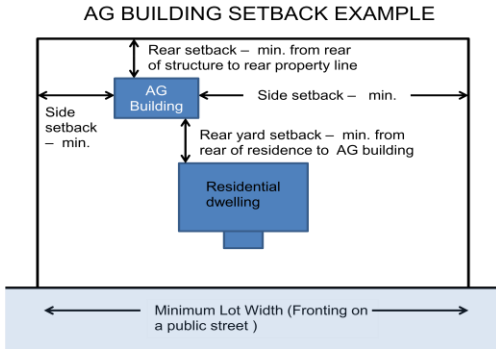 AG BUILDING SETBACK EXAMPLE
Rear setback – min. from rear
of structure to rear property line
AG
Building
Side setback – min.
Side
setback
– min.
Rear yard setback – min. from
rear of residence to AG building
Residential
dwelling
Minimum Lot Width (Fronting on
a public street )